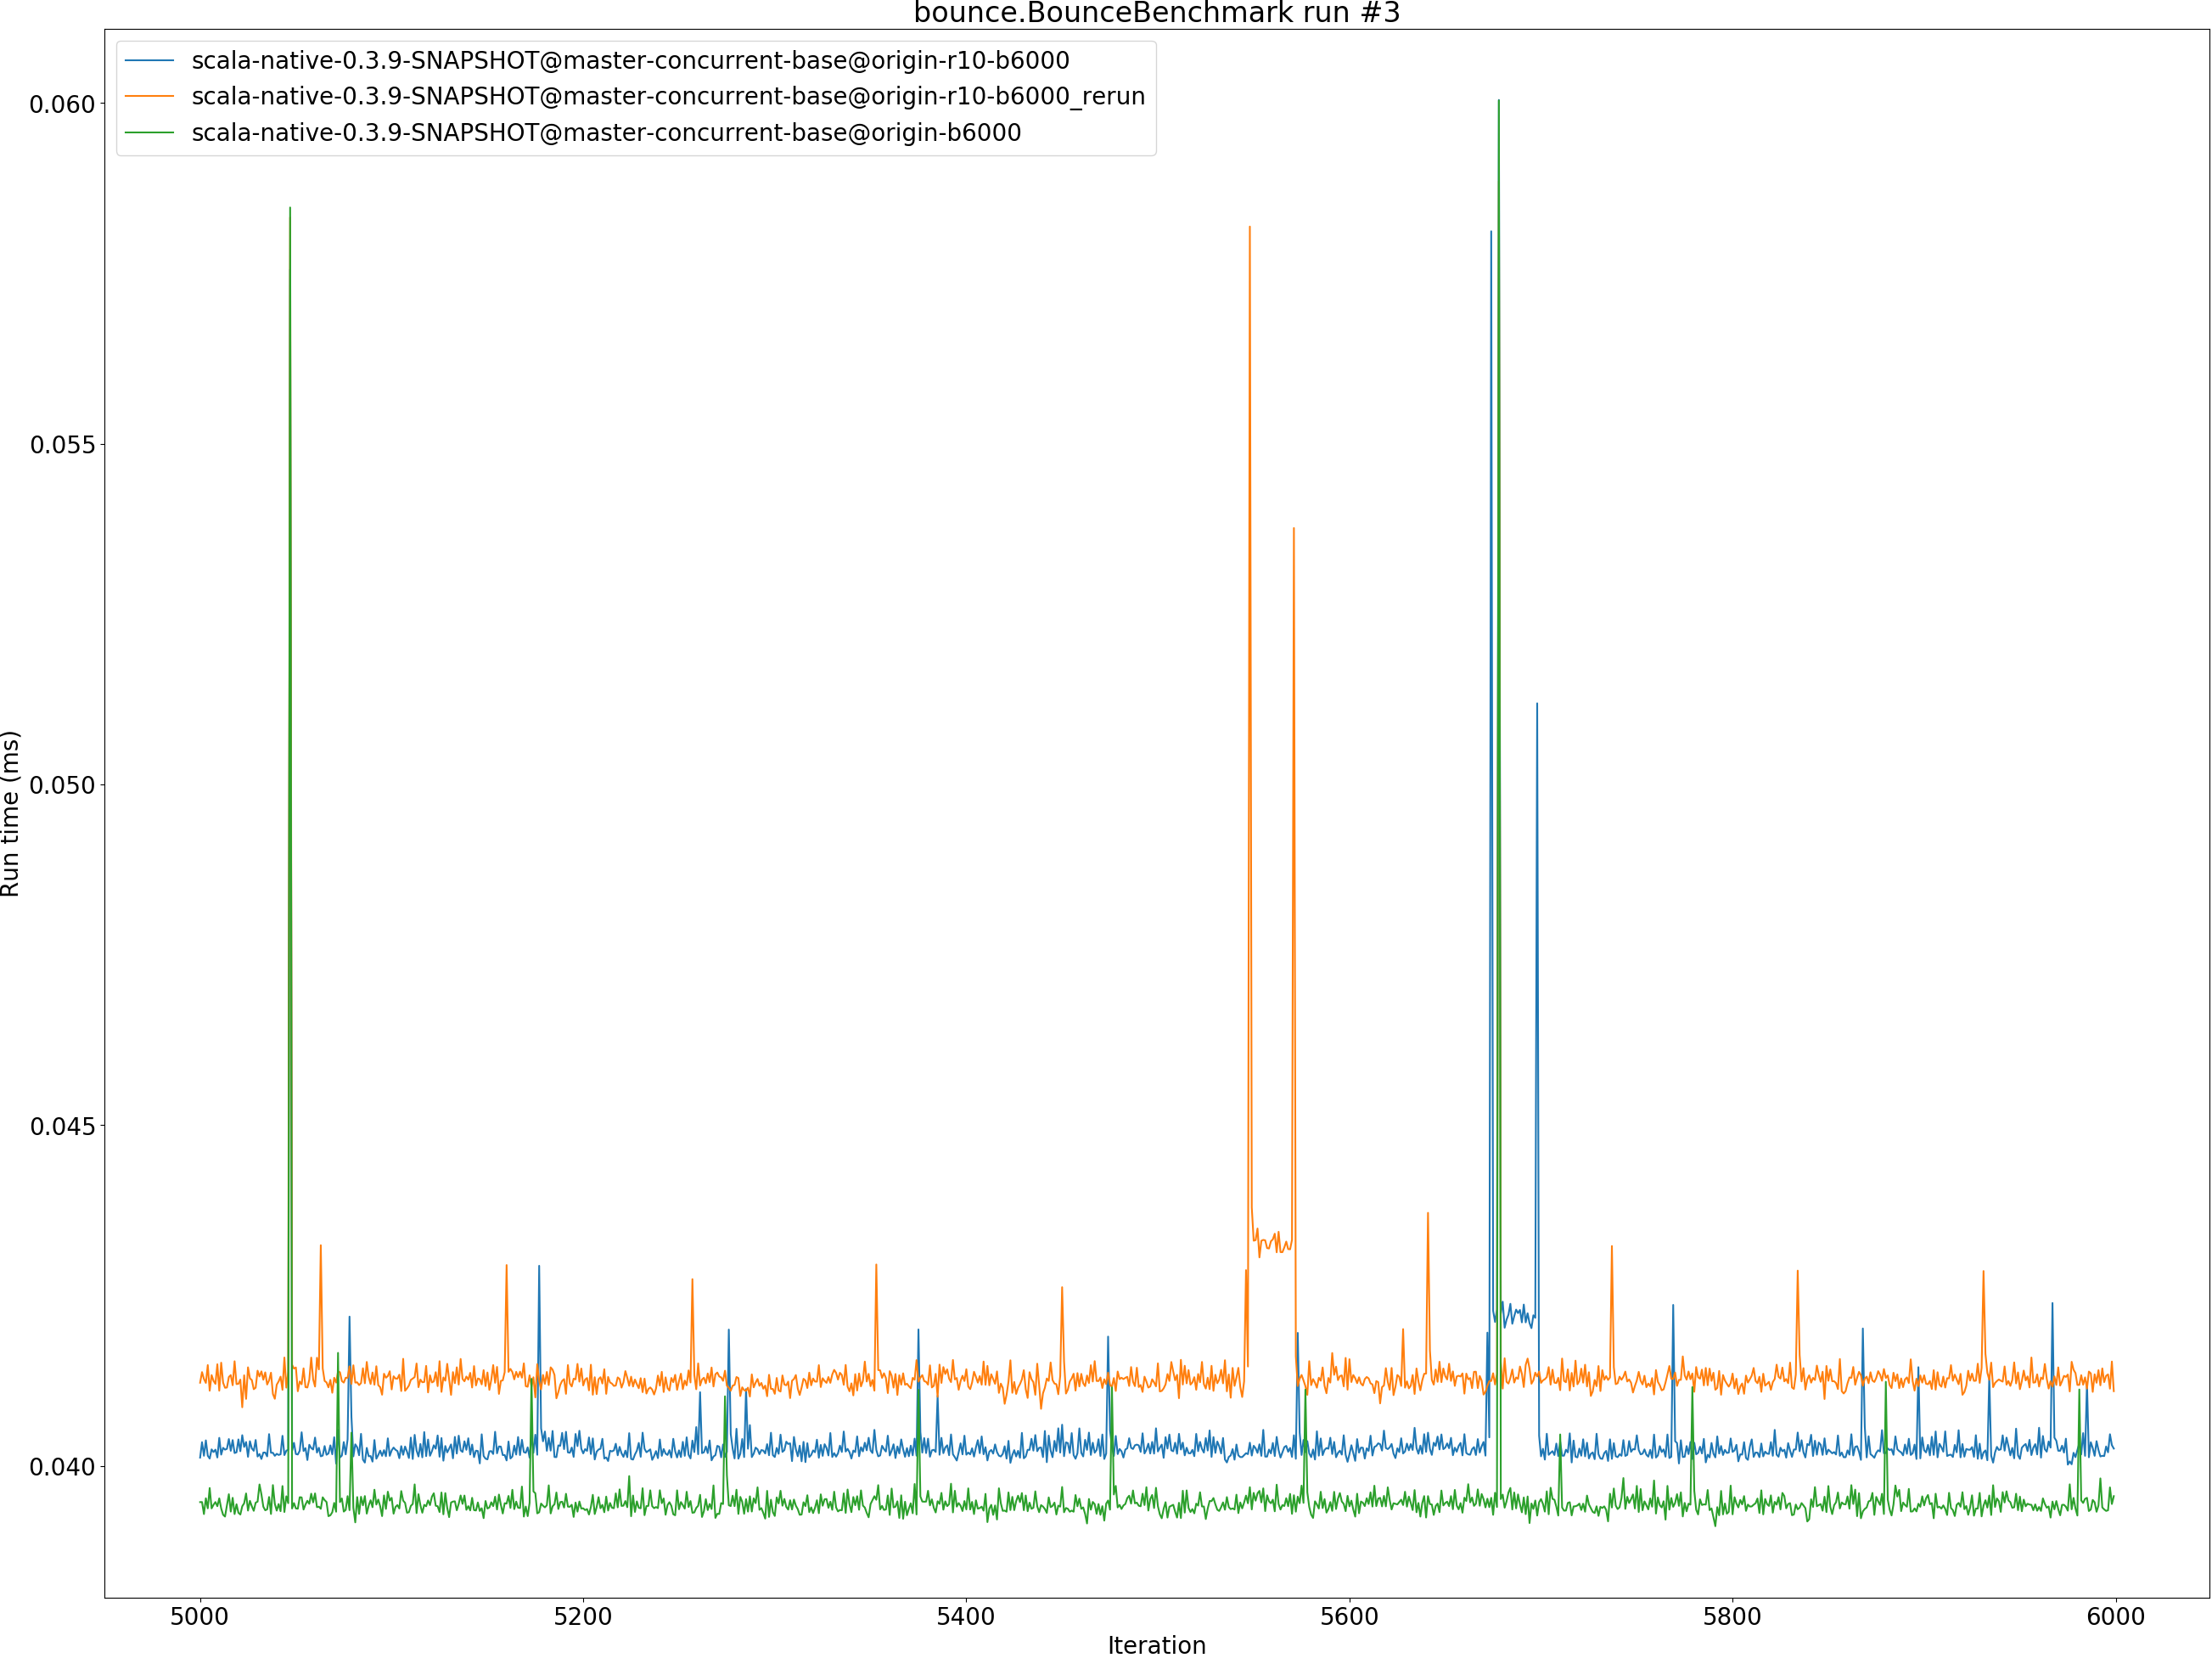 bounce.BounceBenchmark run #3
scala-native-0.3.9-SNAPSHOT@master-concurrent-base@origin-r10-b6000
scala-native-0.3.9-SNAPSHOT@master-concurrent-base@origin-r10-b6000_rerun
scala-native-0.3.9-SNAPSHOT@master-concurrent-base@origin-b6000
0.060
0.055
0.050
0.045
0.040
Run time (ms)
5000 5200 5400 5600 5800 6000
Iteration